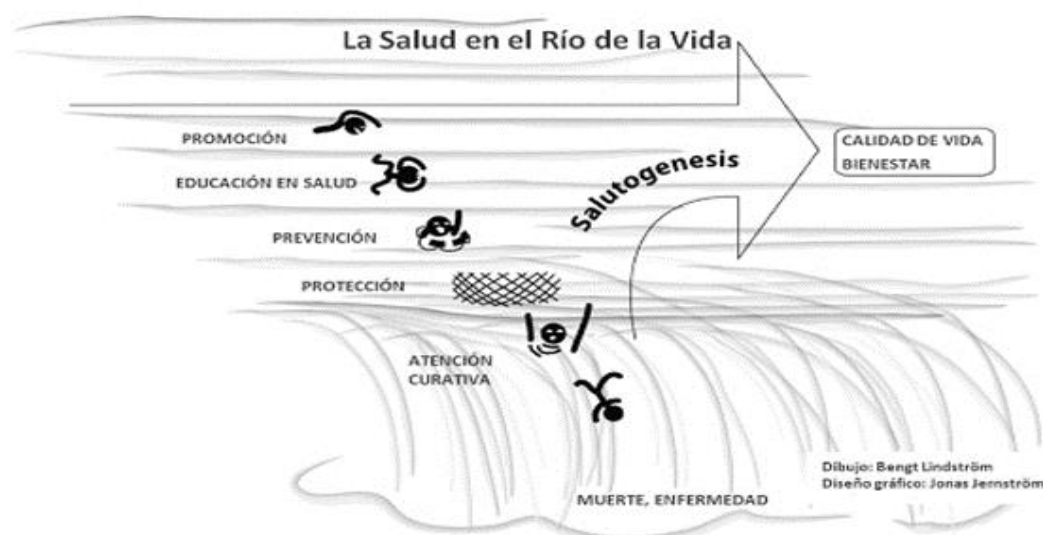 La Salud en el Río de la Vida
PROMOCIÓN
CALIDAD DE VIDA
BIENESTAR
Salutogenesis
EDUCACIÓN EN SALUD
PREVENCIÓN
PROTECCIÓN
ATENCIÓN
CURATIVA
Dibujo: Bengt Lindström
Diseño gráfico: Jonas Jernström
MUERTE, ENFERMEDAD